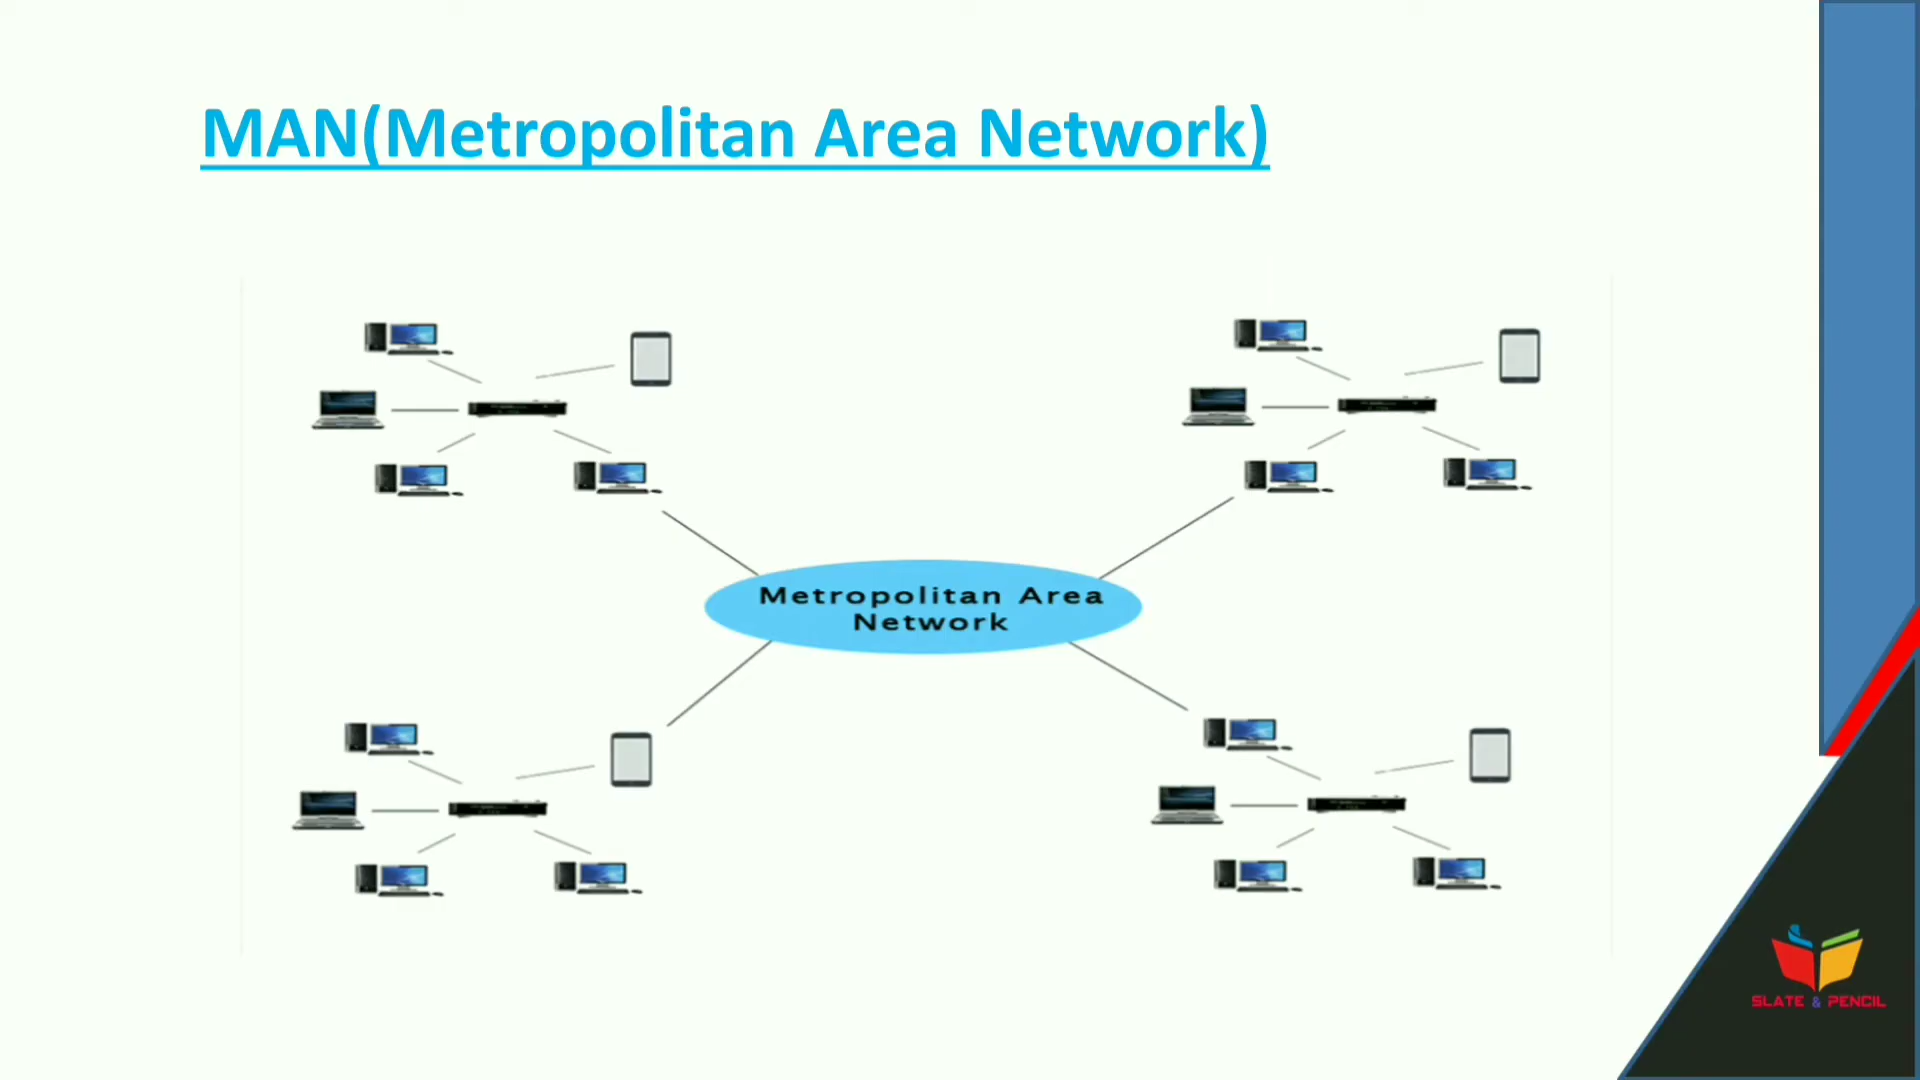 MAN(Metropolitan Area Network)
Metropolitan Area
Network
SLATE & PENCIL